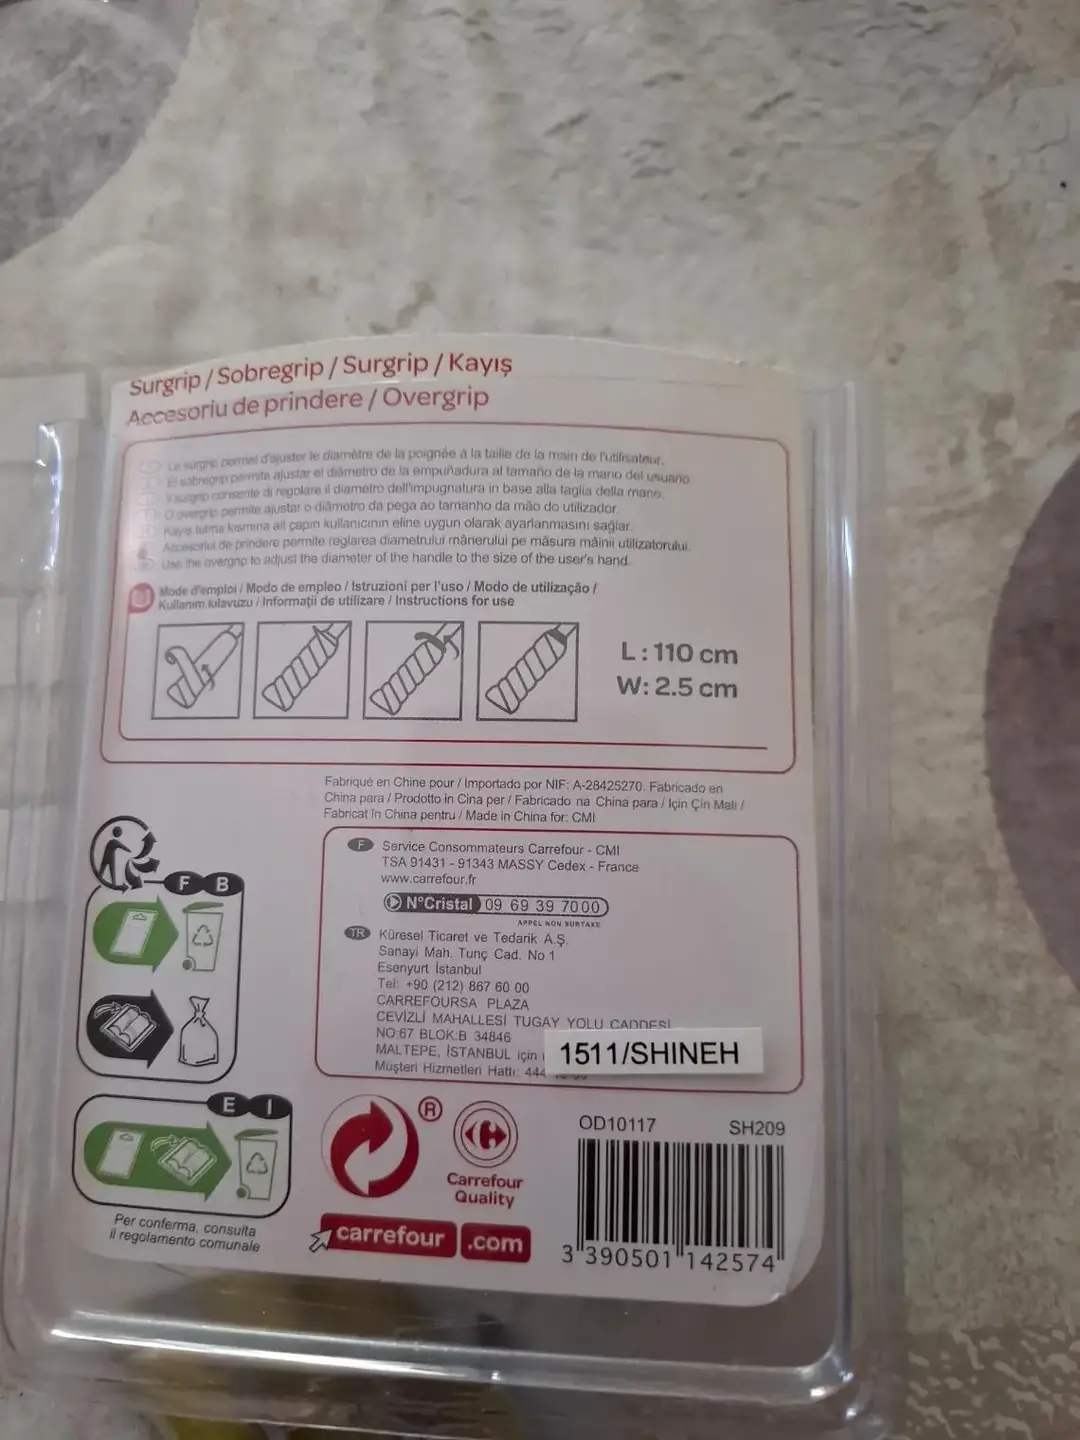 Surgrip / Sobregrip / Surgrip / Kayış
Accesoriu de prindere / Overgrip
Le surgrip permet d'ajuster le diamètre de la poignée à la taille de la main de l'utilisateur.
El sobregrip permite ajustar el diámetro de la empuñadura al tamaño de la mano del usuario
Il surgrip consente di regolare il diametro dell'impugnatura in base alla taglia della mano.
O overgrip permite ajustar o diâmetro da pega ao tamanho da mão do utilizador.
Kayış tutma kısmına ait çapın kullanıcının eline uygun olarak ayarlanmasını sağlar.
Accesoriul de prindere permite reglarea diametrului mânerului pe măsura mâinii utilizatorului.
Use the overgrip to adjust the diameter of the handle to the size of the user's hand.
Mode d'emploi / Modo de empleo / Istruzioni per l'uso / Modo de utilização /
Kullanım kılavuzu / Informaţii de utilizare / Instructions for use
L : 110 cm
W: 2.5 cm
Fabriqué en Chine pour / Importado por NIF: A-28425270. Fabricado en
China para / Prodotto in Cina per / Fabricado na China para / Için Çin Mali /
Fabricat în China pentru / Made in China for: CMI
F Service Consommateurs Carrefour - CMI
TSA 91431 - 91343 MASSY Cedex - France
www.carrefour.fr
N°Cristal 09 69 39 7000
APPEL NON SURTAXE
TR Küresel Ticaret ve Tedarik A.Ş.
Sanayi Mah. Tunç Cad. No 1
Esenyurt İstanbul
Tel: +90 (212) 867 60 00
CARREFOURSA PLAZA
CEVİZLİ MAHALLESİ TUGAY YOLU CADDESİ
NO:67 BLOK:B 34846
MALTEPE, İSTANBUL için
Müşteri Hizmetleri Hattı: 444
1511/SHINEH
F B
E I
Per conferma, consulta
il regolamento comunale
®
Carrefour
Quality
carrefour .com
OD10117 SH209
3 390501 142574